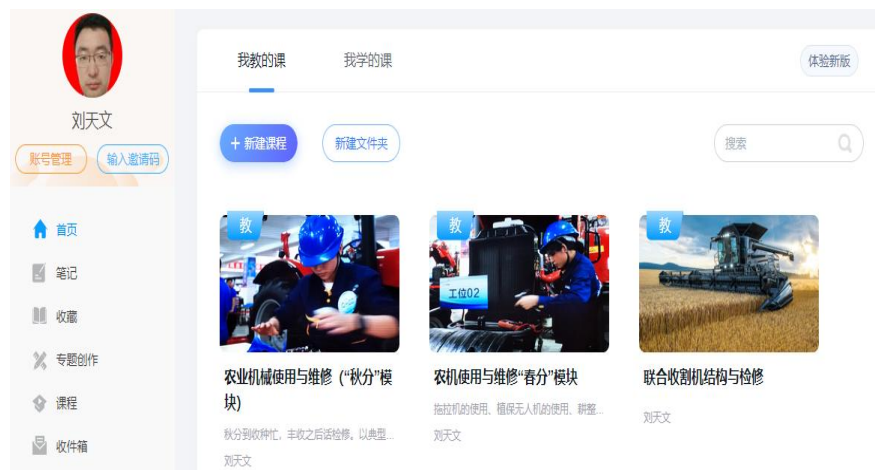 刘天文
账号管理
输入邀请码
首页
笔记
收藏
专题创作
课程
收件箱
我教的课
我学的课
体验新版
+ 新建课程
新建文件夹
搜索
教
农业机械使用与维修（“秋分”模
块)
秋分到收种忙，丰收之后话检修。以典型...
刘天文
教
工位02
农机使用与维修“春分”模块
拖拉机的使用、植保无人机的使用、耕整...
刘天文
教
联合收割机结构与检修
刘天文